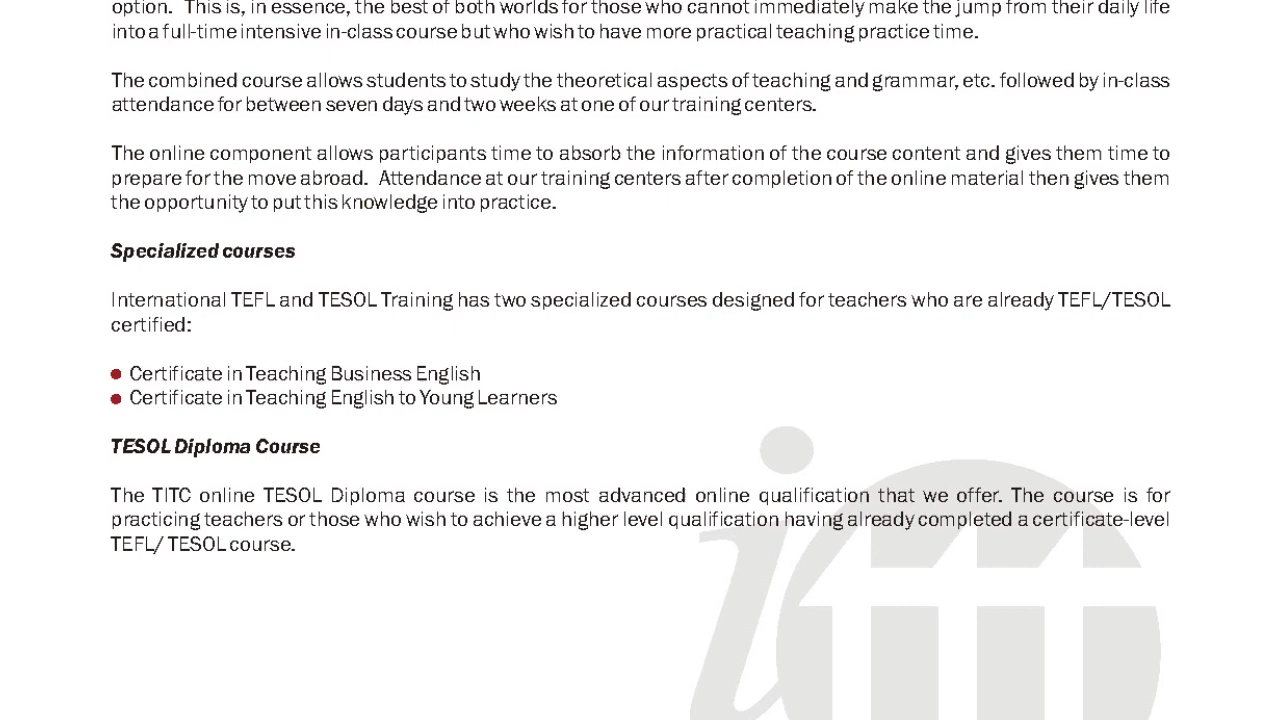 option. This is, in essence, the best of both worlds for those who cannot immediately make the jump from their daily life
into a full-time intensive in-class course but who wish to have more practical teaching practice time.
The combined course allows students to study the theoretical aspects of teaching and grammar, etc. followed by in-class
attendance for between seven days and two weeks at one of our training centers.
The online component allows participants time to absorb the information of the course content and gives them time to
prepare for the move abroad. Attendance at our training centers after completion of the online material then gives them
the opportunity to put this knowledge into practice.
Specialized courses
International TEFL and TESOL Training has two specialized courses designed for teachers who are already TEFL/TESOL
certified:
● Certificate in Teaching Business English
● Certificate in Teaching English to Young Learners
TESOL Diploma Course
The TITC online TESOL Diploma course is the most advanced online qualification that we offer. The course is for
practicing teachers or those who wish to achieve a higher level qualification having already completed a certificate-level
TEFL/ TESOL course.
ittt